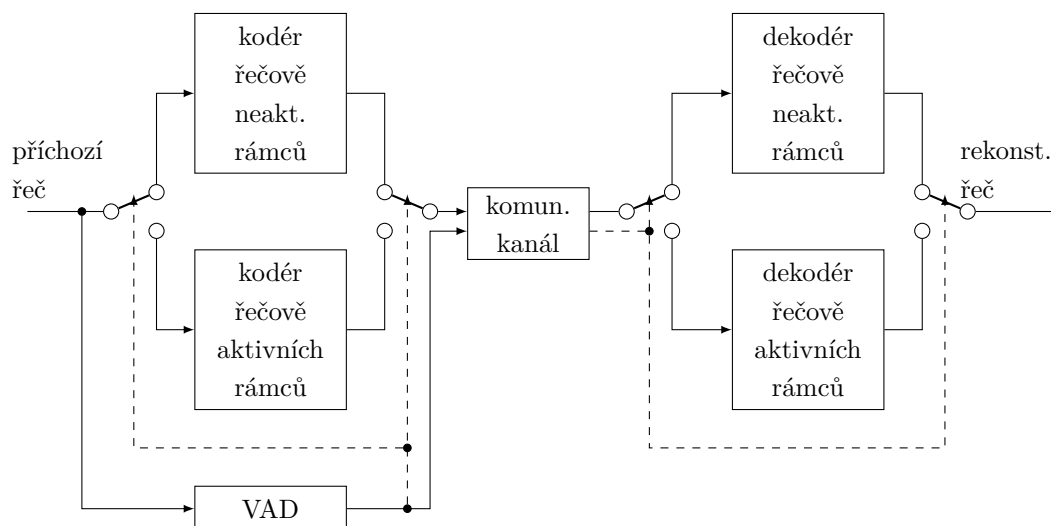 příchozí
řeč
kodér
řečově
neakt.
rámců
kodér
řečově
aktivních
rámců
VAD
komun.
kanál
dekodér
řečově
neakt.
rámců
dekodér
řečově
aktivních
rámců
rekonst.
řeč